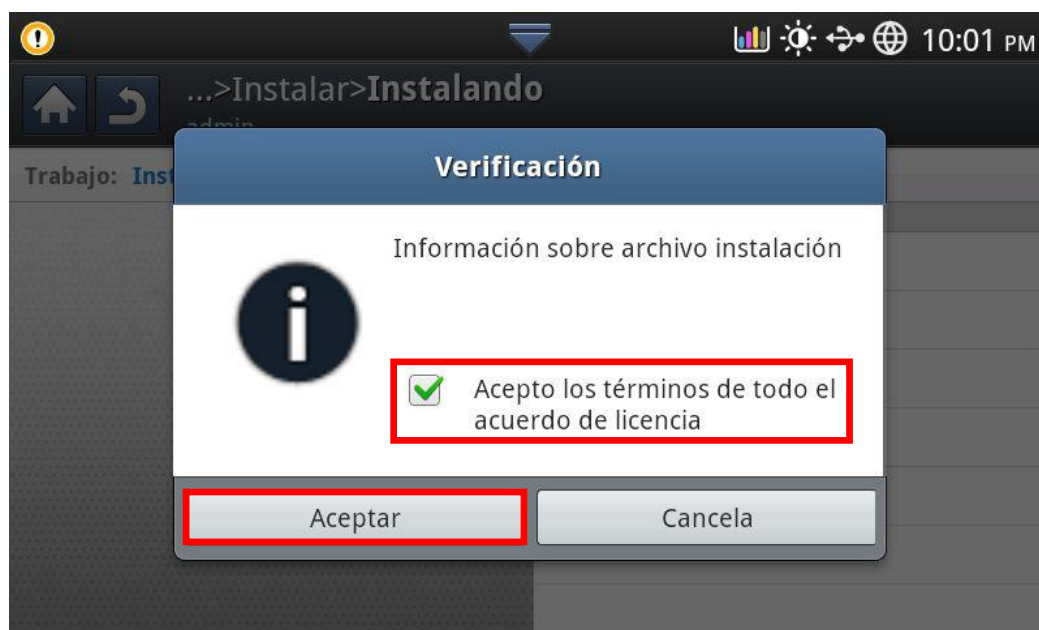 10:01 PM
...>Instalar>Instalando
admin
Trabajo: Inst
Verificación
Información sobre archivo instalación
Acepto los términos de todo el
acuerdo de licencia
Aceptar
Cancela